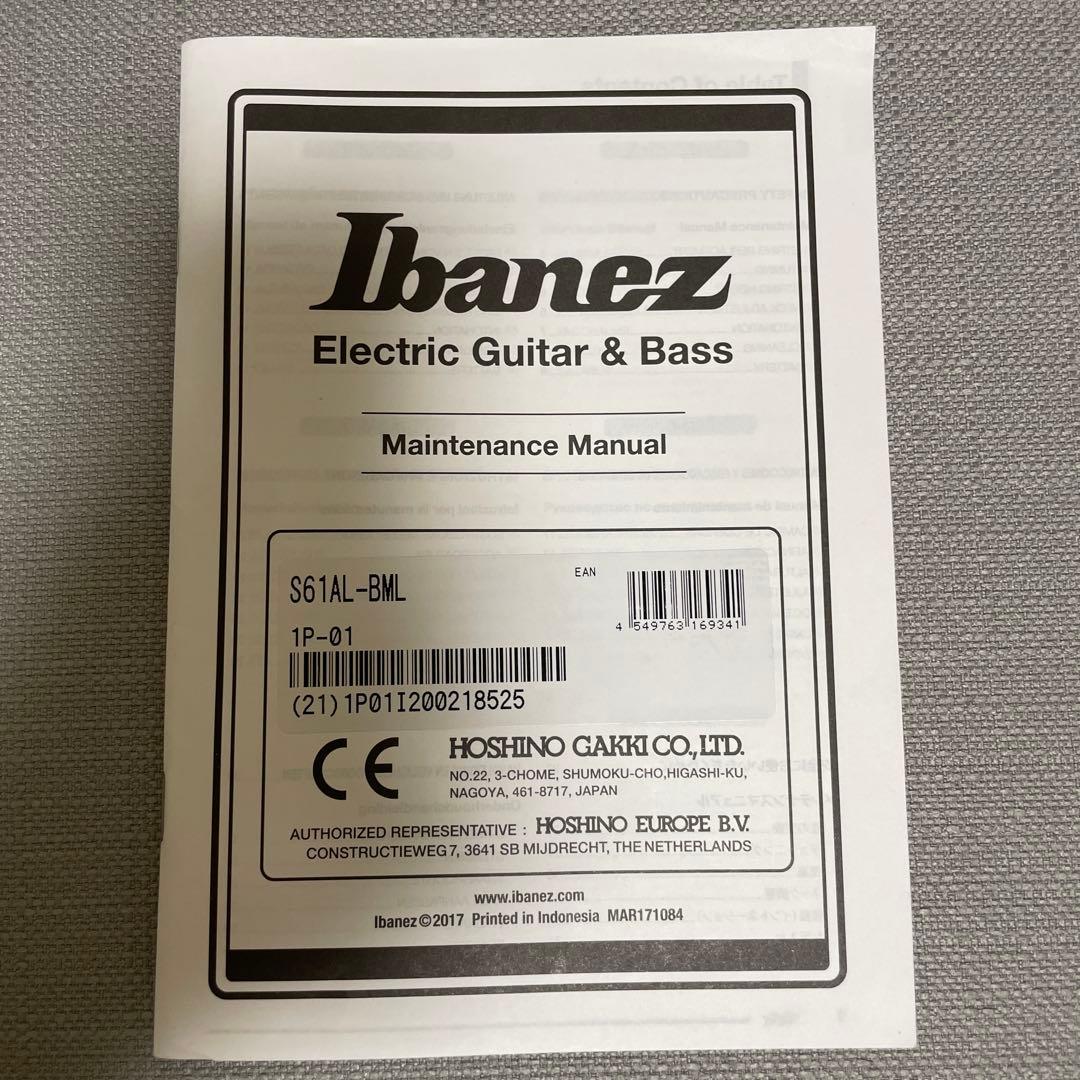 Ibanez
Electric Guitar & Bass
Maintenance Manual
S61AL-BML
EAN
4 549763 169341
1P-01
(21)1P01I200218525
CE
HOSHINO GAKKI CO., LTD.
NO.22, 3-CHOME, SHUMOKU-CHO,HIGASHI-KU,
NAGOYA, 461-8717, JAPAN
AUTHORIZED REPRESENTATIVE : HOSHINO EUROPE B.V.
CONSTRUCTIEWEG 7, 3641 SB MIJDRECHT, THE NETHERLANDS
www.ibanez.com
Ibanez©2017 Printed in Indonesia MAR171084